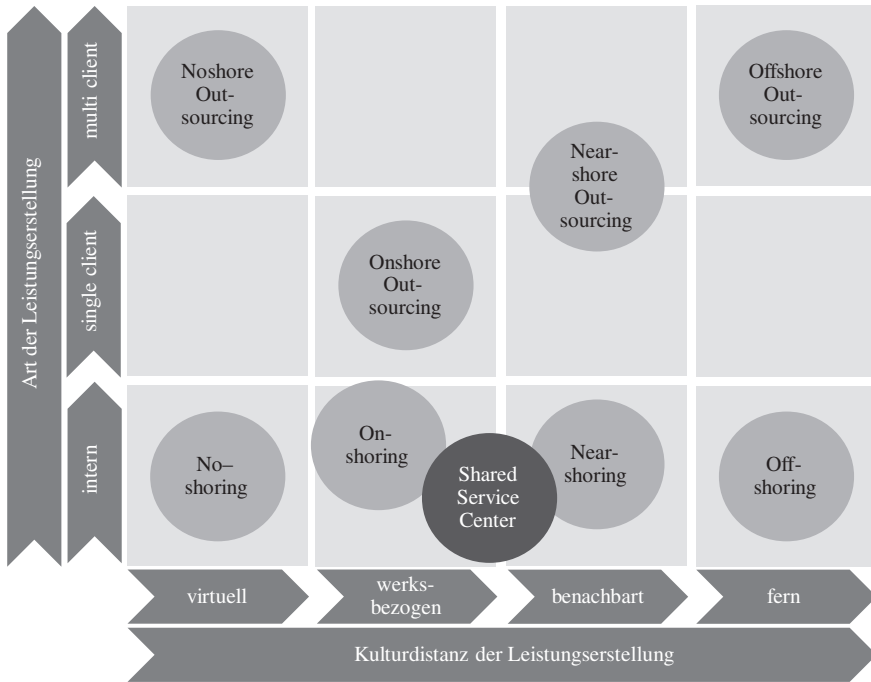 Art der Leistungserstellung
multi client
single client
intern
Noshore
Out-
sourcing
Offshore
Out-
sourcing
Near-
shore
Out-
sourcing
Onshore
Out-
sourcing
No–
shoring
On-
shoring
Shared
Service
Center
Near-
shoring
Off-
shoring
virtuell
werks-
bezogen
benachbart
fern
Kulturdistanz der Leistungserstellung